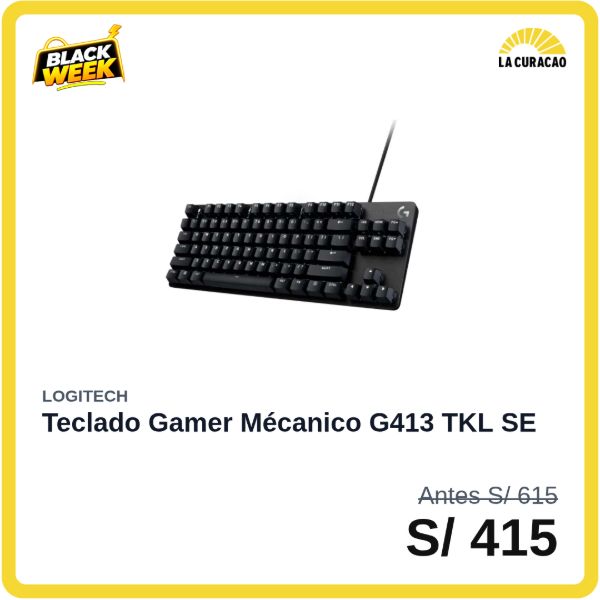 BLACK
WEEK
LA CURACAO
LOGITECH
Teclado Gamer Mécanico G413 TKL SE
Antes S/ 615
S/ 415